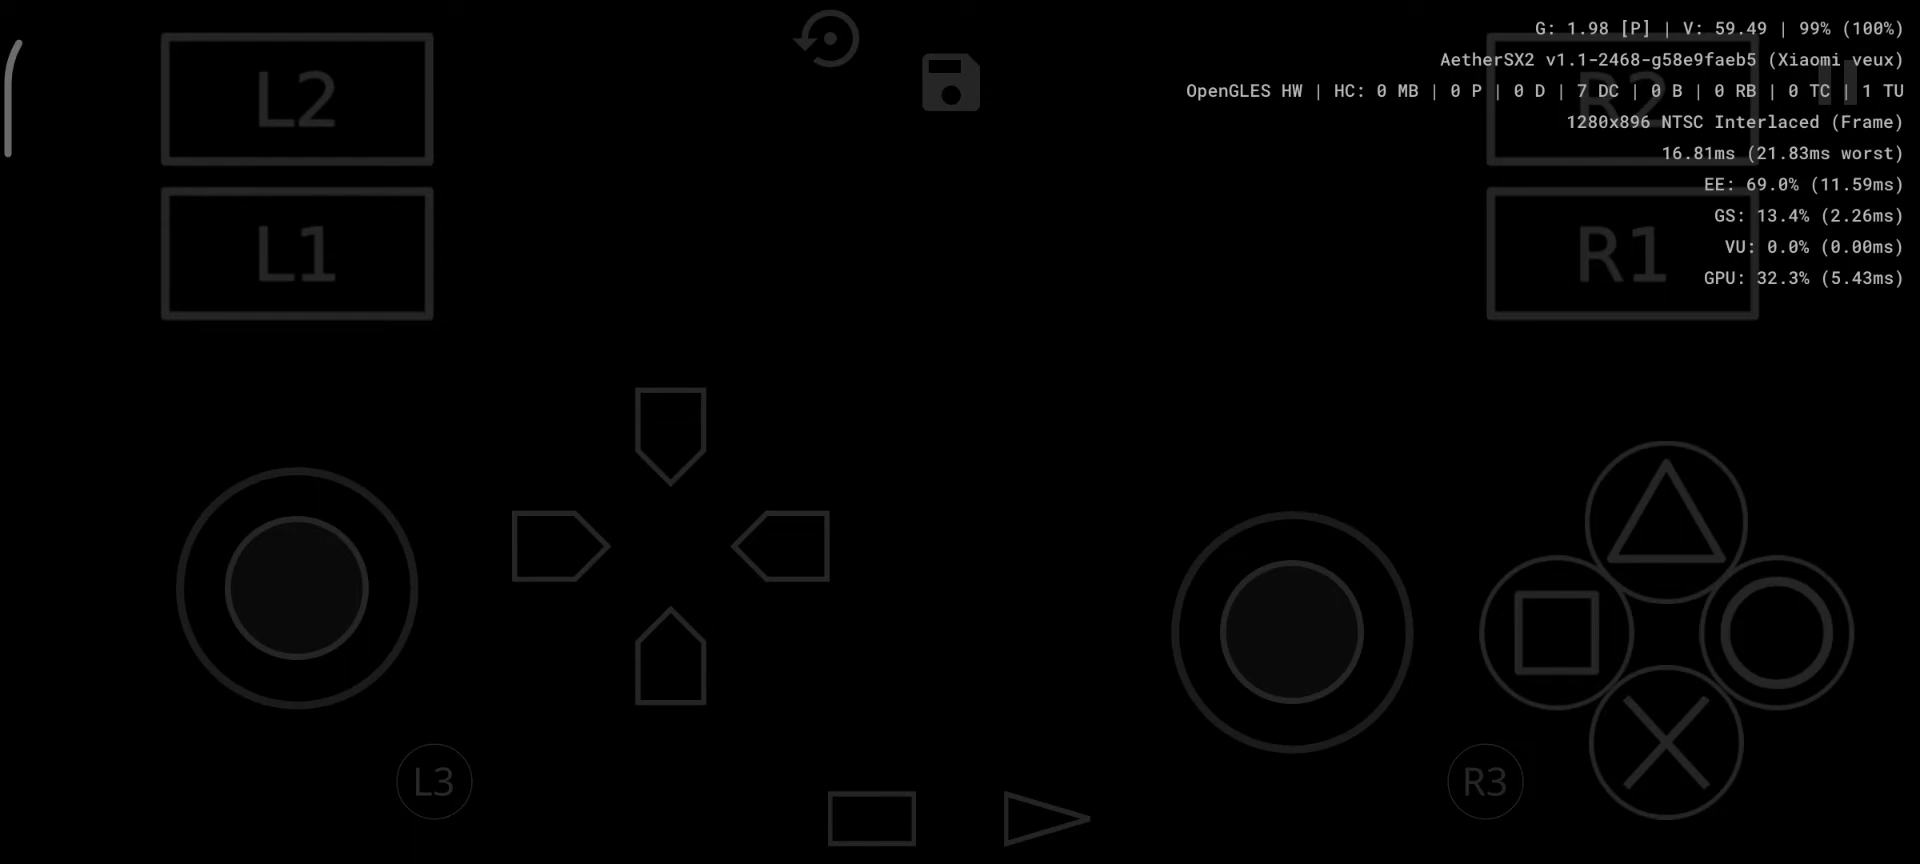 G: 1.98 [P] | V: 59.49 | 99% (100%)
AetherSX2 v1.1-2468-g58e9faeb5 (Xiaomi veux)
OpenGLES HW | HC: 0 MB | 0 P | 0 D | 7 DC | 0 B | 0 RB | 0 TC | 1 TU
1280x896 NTSC Interlaced (Frame)
16.81ms (21.83ms worst)
EE: 69.0% (11.59ms)
GS: 13.4% (2.26ms)
VU: 0.0% (0.00ms)
GPU: 32.3% (5.43ms)
L2
R2
L1
R1
L3
R3